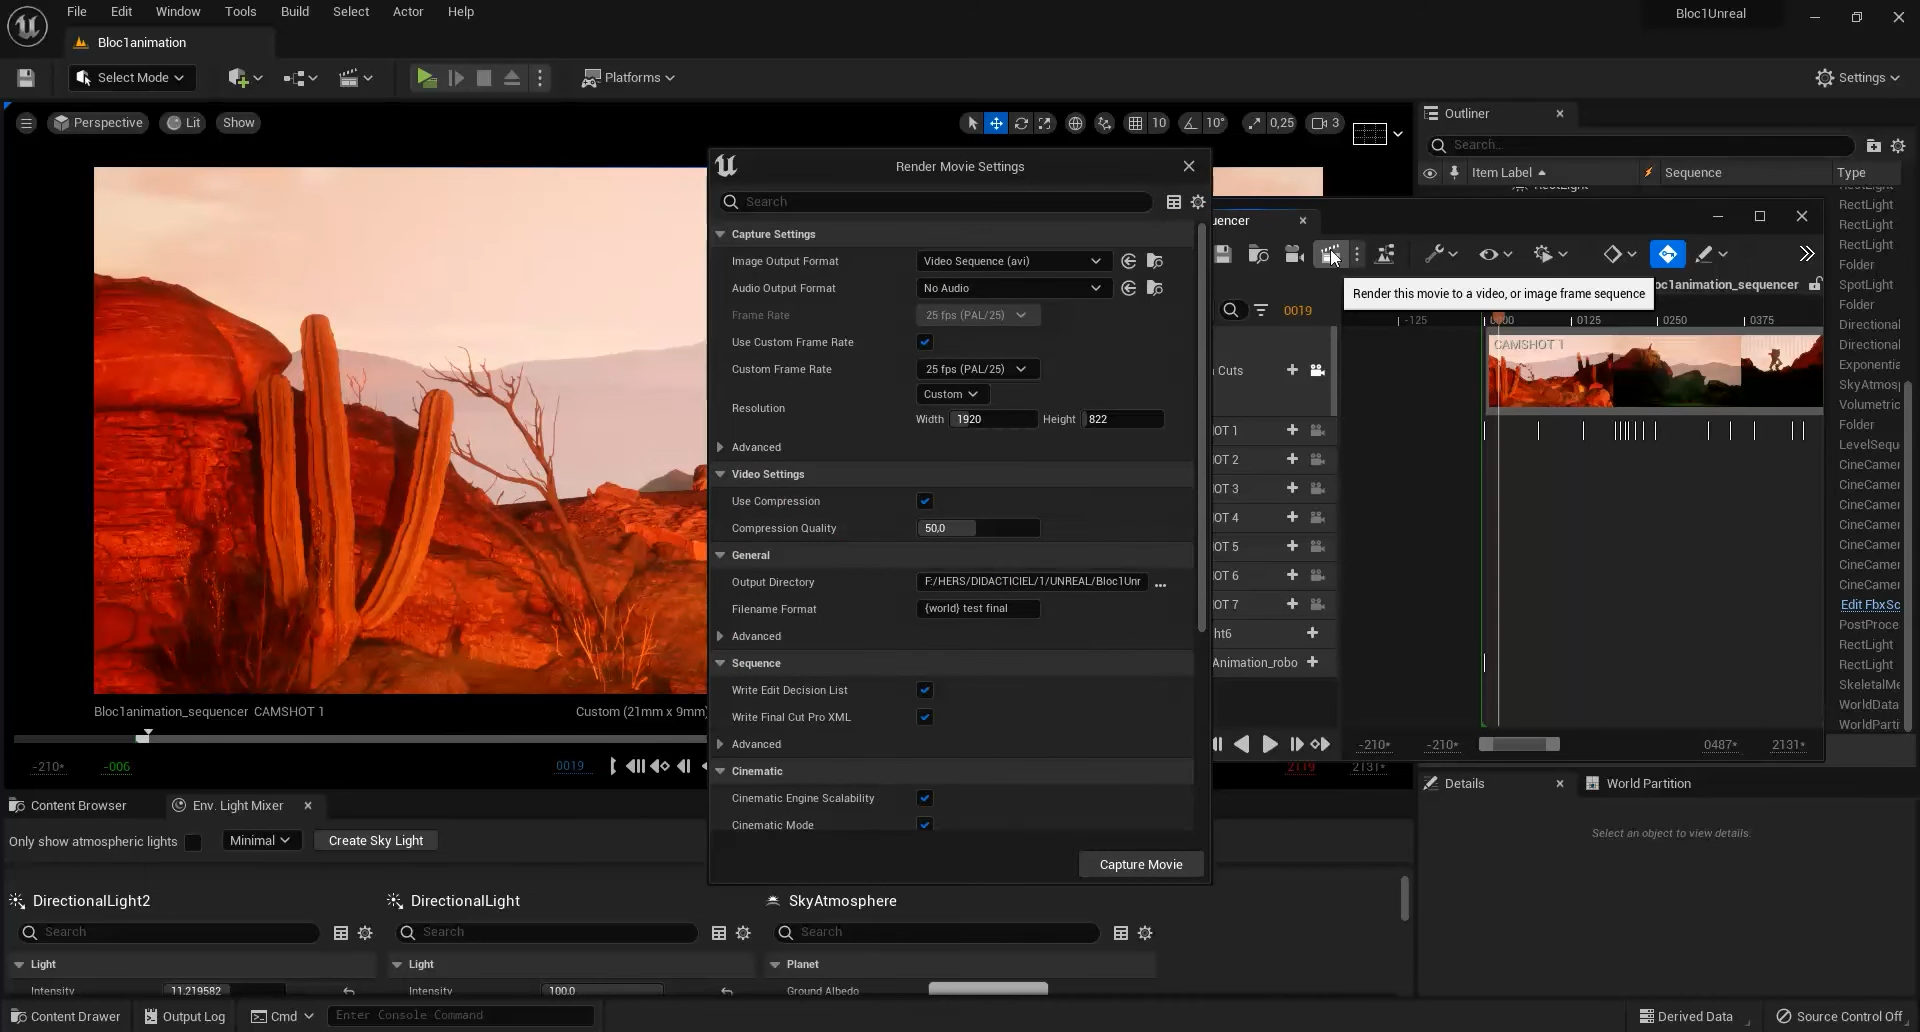 File Edit Window Tools Build Select Actor Help
Bloc1Unreal
Bloc1animation
Select Mode
Platforms
Settings
Perspective
Lit
Show
10
10°
0,25
3
Outliner
Search...
Item Label
Sequence
Type
RectLight
RectLight
RectLight
Folder
SpotLight
Folder
Directional
Directional
Exponentia
SkyAtmos
Volumetric
Folder
LevelSequ
CineCamer
CineCamer
CineCamer
CineCamer
CineCamer
CineCamer
CineCamer
Edit FbxSc
PostProce
RectLight
RectLight
SkeletalMe
WorldData
WorldParti
Render Movie Settings
Search
Capture Settings
Image Output Format
Video Sequence (avi)
Audio Output Format
No Audio
Frame Rate
25 fps (PAL/25)
Use Custom Frame Rate
Custom Frame Rate
25 fps (PAL/25)
Custom
Resolution
Width 1920 Height 822
Advanced
Video Settings
Use Compression
Compression Quality
50,0
General
Output Directory
F:/HERS/DIDACTICIEL/1/UNREAL/Bloc1Unr
...
Filename Format
{world} test final
Advanced
Sequence
Write Edit Decision List
Write Final Cut Pro XML
Advanced
Cinematic
Cinematic Engine Scalability
Cinematic Mode
Capture Movie
uencer
Render this movie to a video, or image frame sequence
oc1animation_sequencer
0019
-125 0000 0125 0250 0375
CAMSHOT 1
Cuts
OT 1
OT 2
OT 3
OT 4
OT 5
OT 6
OT 7
ht6
Animation_robo
-210* -210* 0487* 2131*
Bloc1animation_sequencer CAMSHOT 1
Custom (21mm x 9mm)
-210* -006 0019 2119 2131*
Content Browser
Env. Light Mixer
Only show atmospheric lights
Minimal
Create Sky Light
DirectionalLight2
Search
Light
Intensity 11.219582
DirectionalLight
Search
Light
Intensity 100.0
SkyAtmosphere
Search
Planet
Ground Albedo
Details
World Partition
Select an object to view details.
Content Drawer
Output Log
Cmd
Enter Console Command
Derived Data
Source Control Off